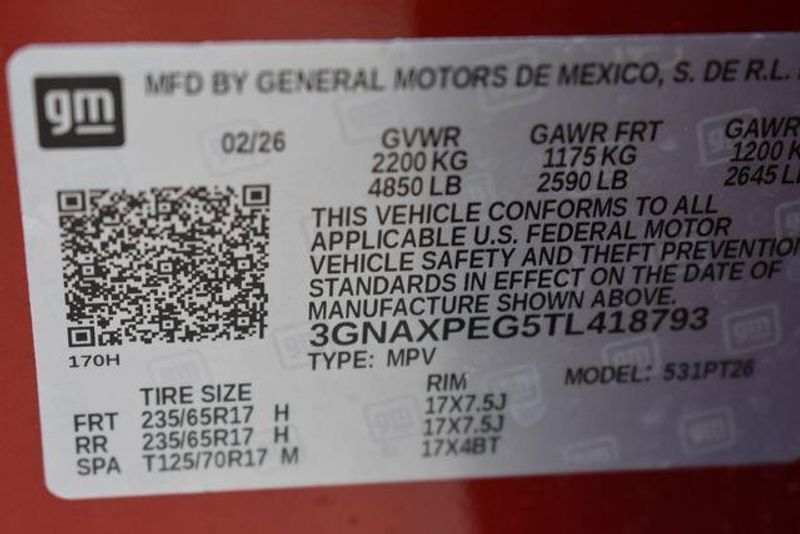 gm
MFD BY GENERAL MOTORS DE MEXICO, S. DE R.L.
02/26
GVWR GAWR FRT GAWR
2200 KG 1175 KG 1200 K
4850 LB 2590 LB 2645 L
THIS VEHICLE CONFORMS TO ALL
APPLICABLE U.S. FEDERAL MOTOR
VEHICLE SAFETY AND THEFT PREVENTION
STANDARDS IN EFFECT ON THE DATE OF
MANUFACTURE SHOWN ABOVE.
3GNAXPEG5TL418793
170H
TYPE: MPV MODEL: 531PT26
TIRE SIZE RIM
FRT 235/65R17 H 17X7.5J
RR 235/65R17 H 17X7.5J
SPA T125/70R17 M 17X4BT